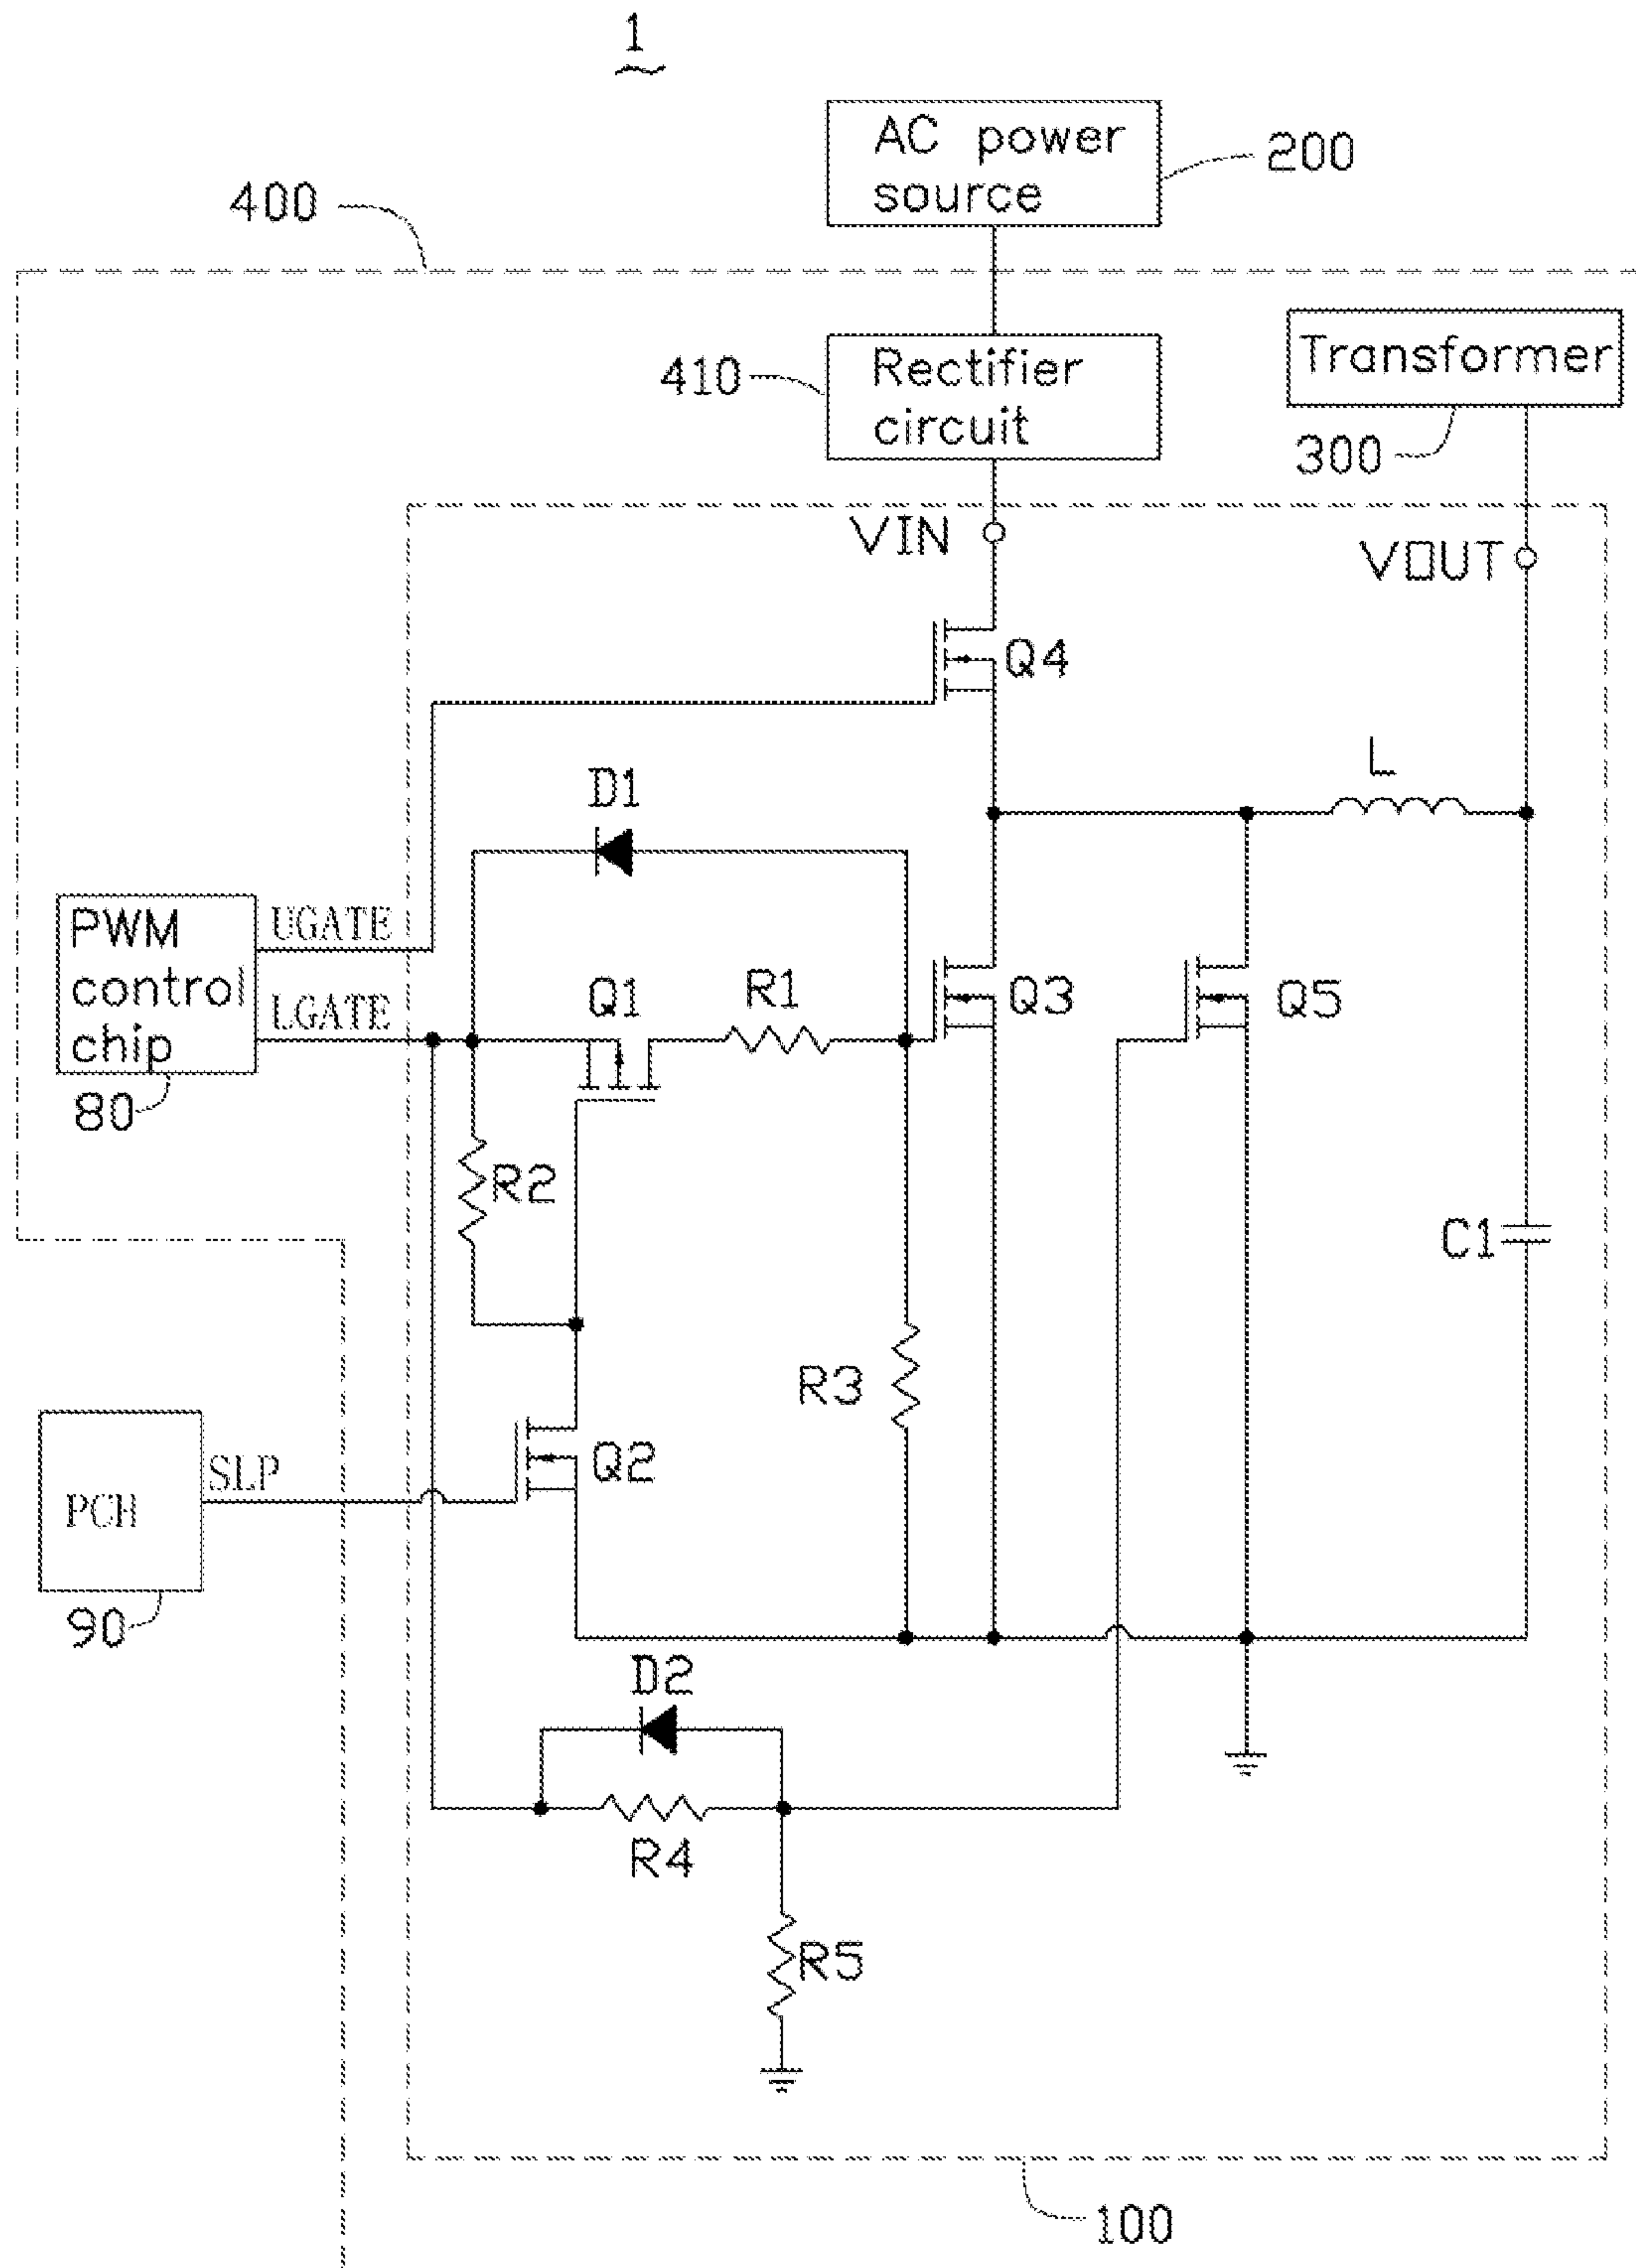 1
AC power
source
200
400
Transformer
Rectifier
circuit
410
300
VIN
VOUT
Q4
L
D1
PWM
control
chip
UGATE
LGATE
Q1
R1
Q3
Q5
80
R2
C1
R3
PCH
SLP
Q2
90
D2
R4
R5
100